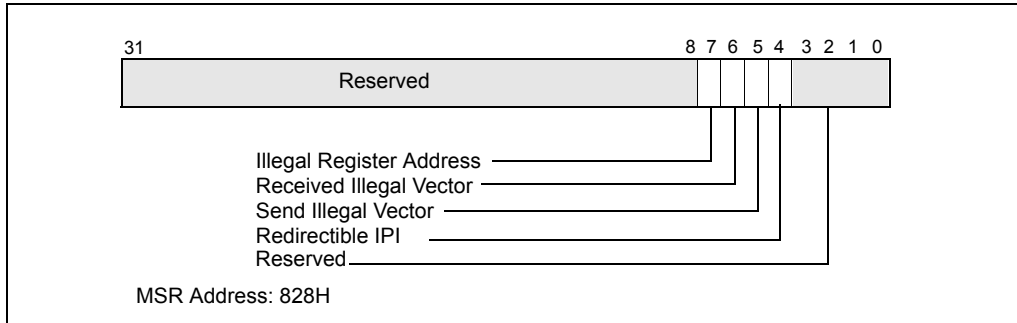 31 8 7 6 5 4 3 2 1 0
Reserved
Illegal Register Address
Received Illegal Vector
Send Illegal Vector
Redirectible IPI
Reserved
MSR Address: 828H